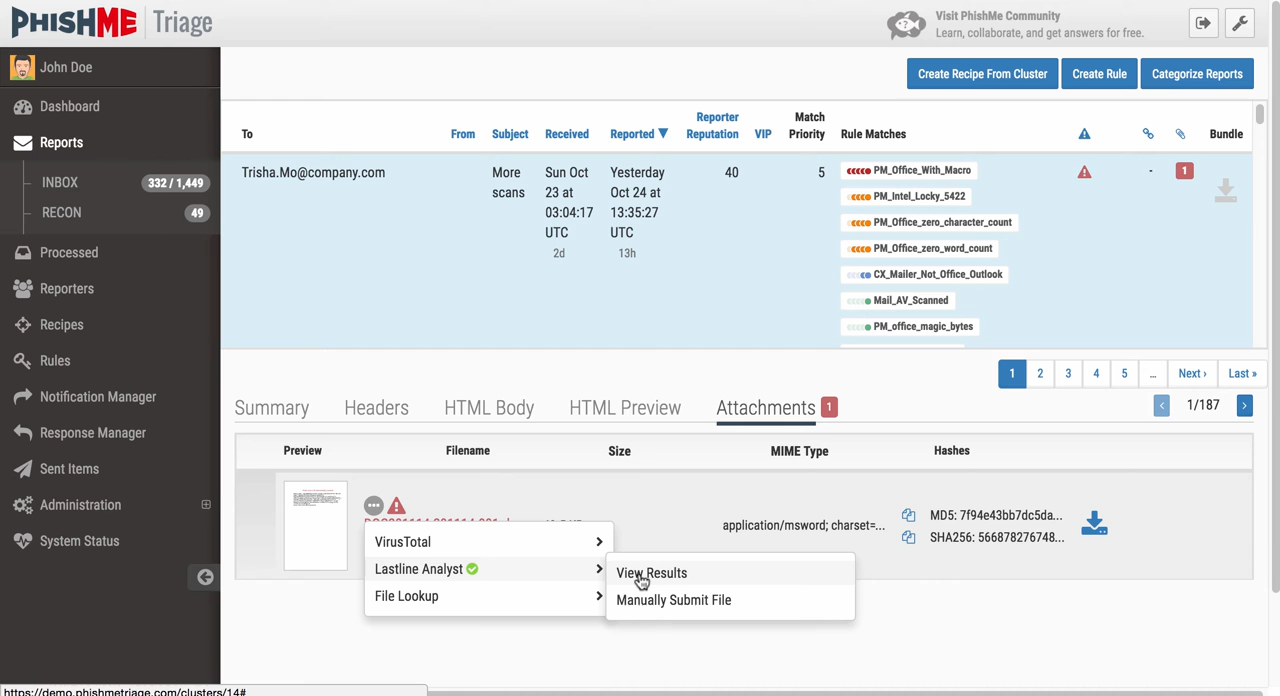 PHISHME Triage
Visit PhishMe Community
Learn, collaborate, and get answers for free.
John Doe
Dashboard
Reports
INBOX 332 / 1,449
RECON 49
Processed
Reporters
Recipes
Rules
Notification Manager
Response Manager
Sent Items
Administration
System Status
Create Recipe From Cluster
Create Rule
Categorize Reports
To
From
Subject
Received
Reported
Reporter Reputation
VIP
Match Priority
Rule Matches
Bundle
Trisha.Mo@company.com
More scans
Sun Oct 23 at 03:04:17 UTC
2d
Yesterday Oct 24 at 13:35:27 UTC
13h
40
5
PM_Office_With_Macro
PM_Intel_Locky_5422
PM_Office_zero_character_count
PM_Office_zero_word_count
CX_Mailer_Not_Office_Outlook
Mail_AV_Scanned
PM_office_magic_bytes
-
1
1 2 3 4 5 ... Next › Last »
Summary
Headers
HTML Body
HTML Preview
Attachments 1
‹ 1/187 ›
Preview
Filename
Size
MIME Type
Hashes
application/msword; charset=...
MD5: 7f94e43bb7dc5da...
SHA256: 566878276748...
VirusTotal
Lastline Analyst
File Lookup
View Results
Manually Submit File
https://demo.phishmetriage.com/clusters/14#